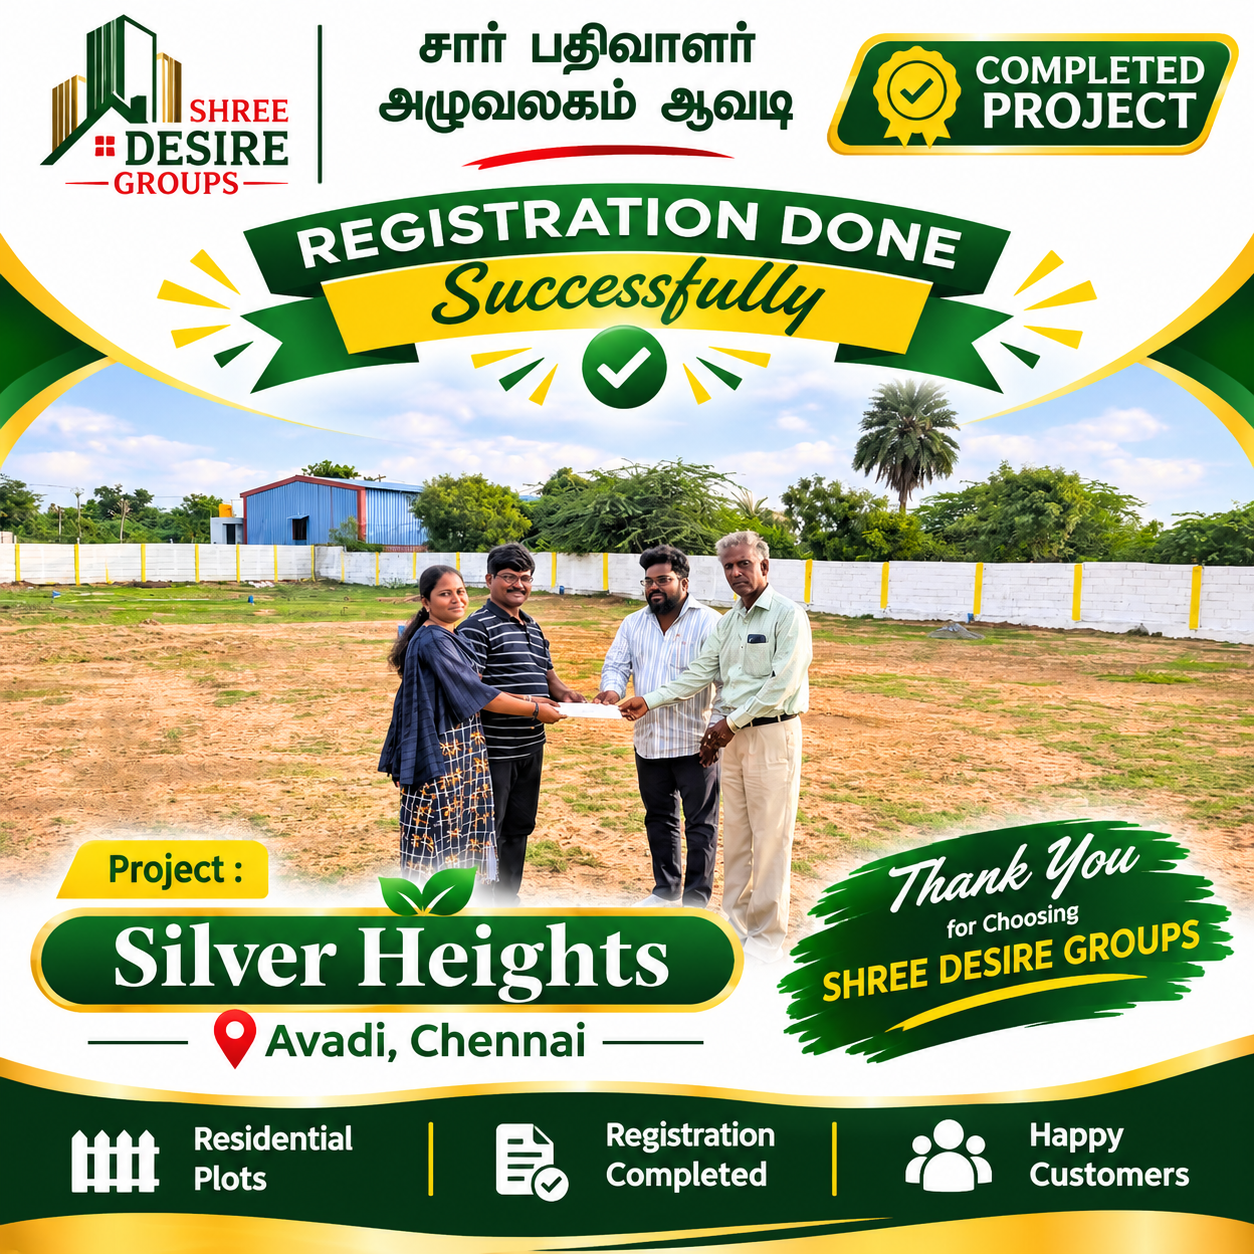 SHREE
DESIRE
GROUPS
சார் பதிவாளர்
அழுவலகம் ஆவடி
COMPLETED
PROJECT
REGISTRATION DONE
Successfully
Project :
Silver Heights
Avadi, Chennai
Thank You
for Choosing
SHREE DESIRE GROUPS
Residential
Plots
Registration
Completed
Happy
Customers